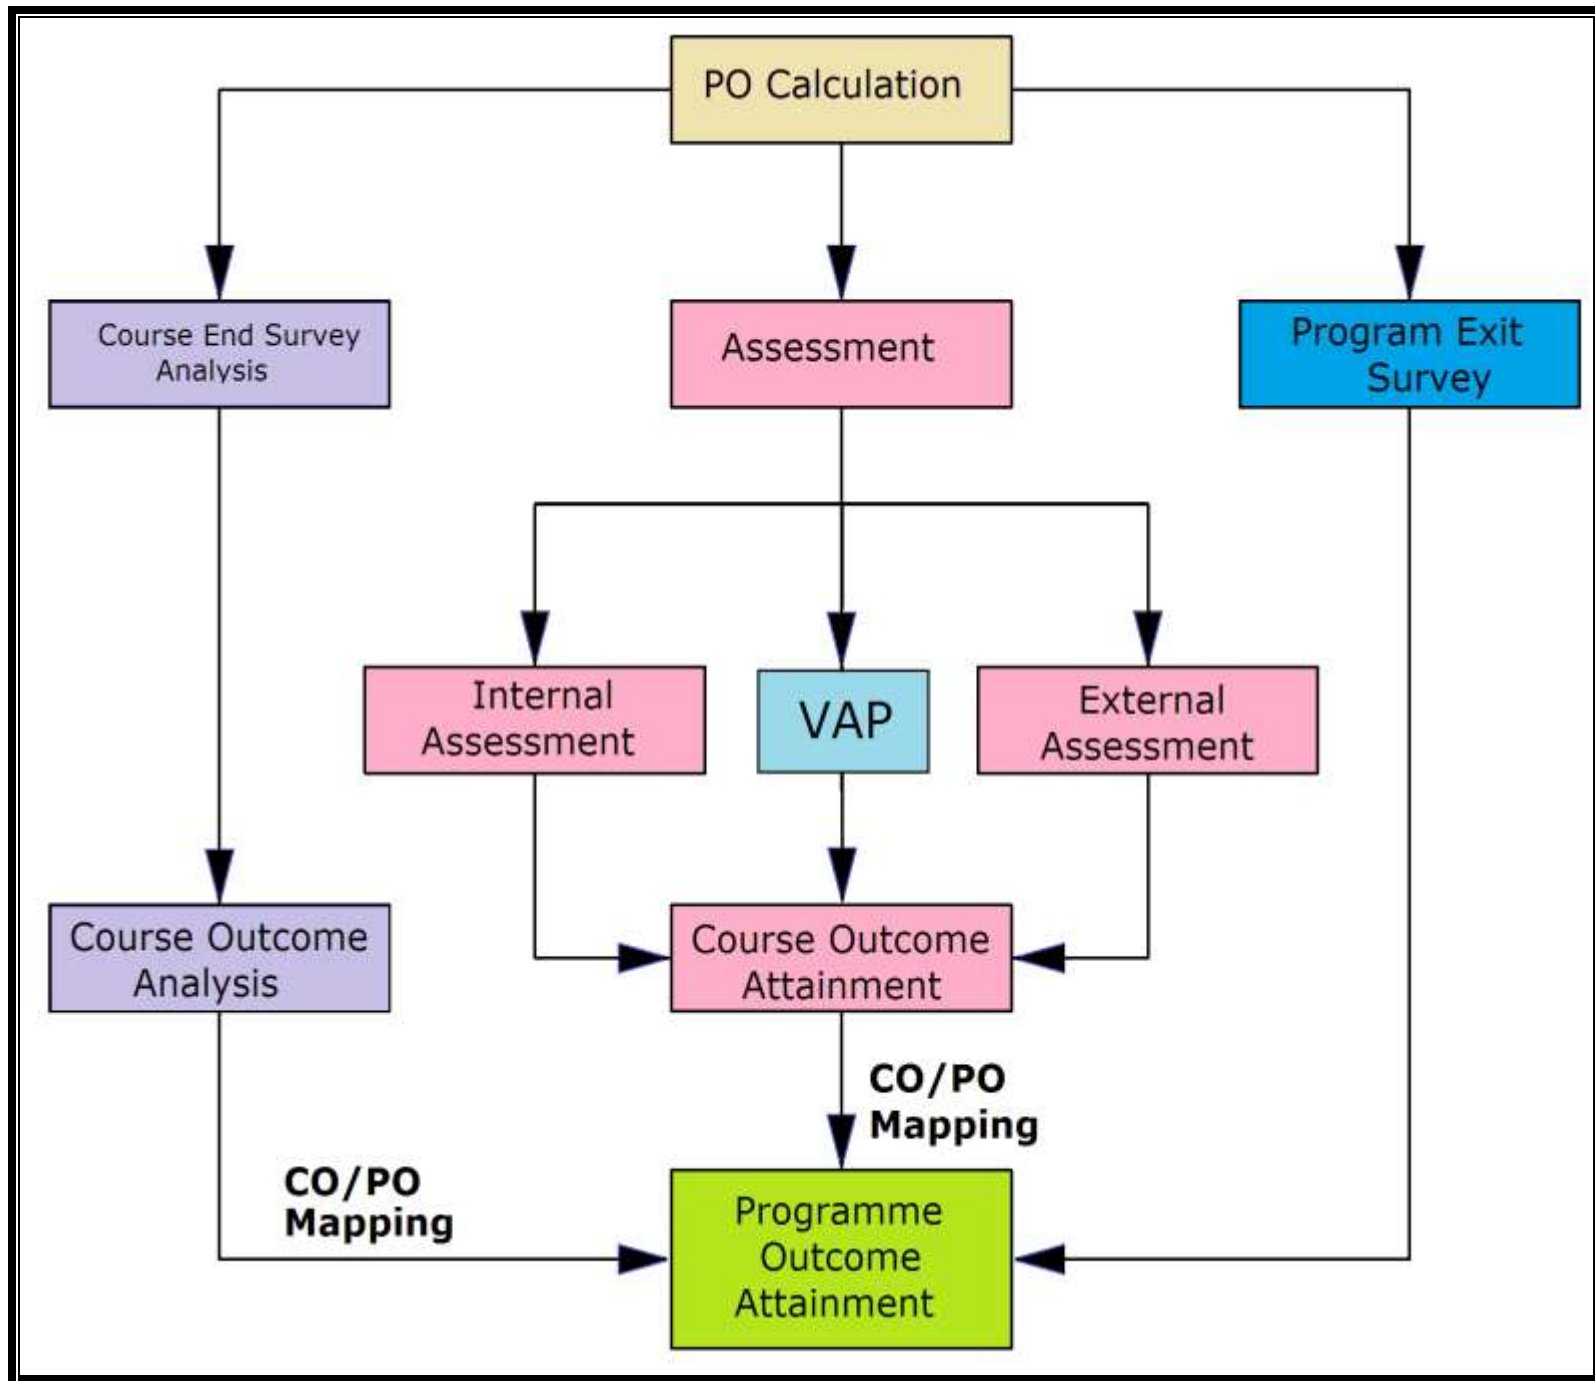 PO Calculation
Course End Survey
Analysis
Assessment
Program Exit
Survey
Internal
Assessment
VAP
External
Assessment
Course Outcome
Analysis
Course Outcome
Attainment
CO/PO
Mapping
CO/PO
Mapping
Programme
Outcome
Attainment